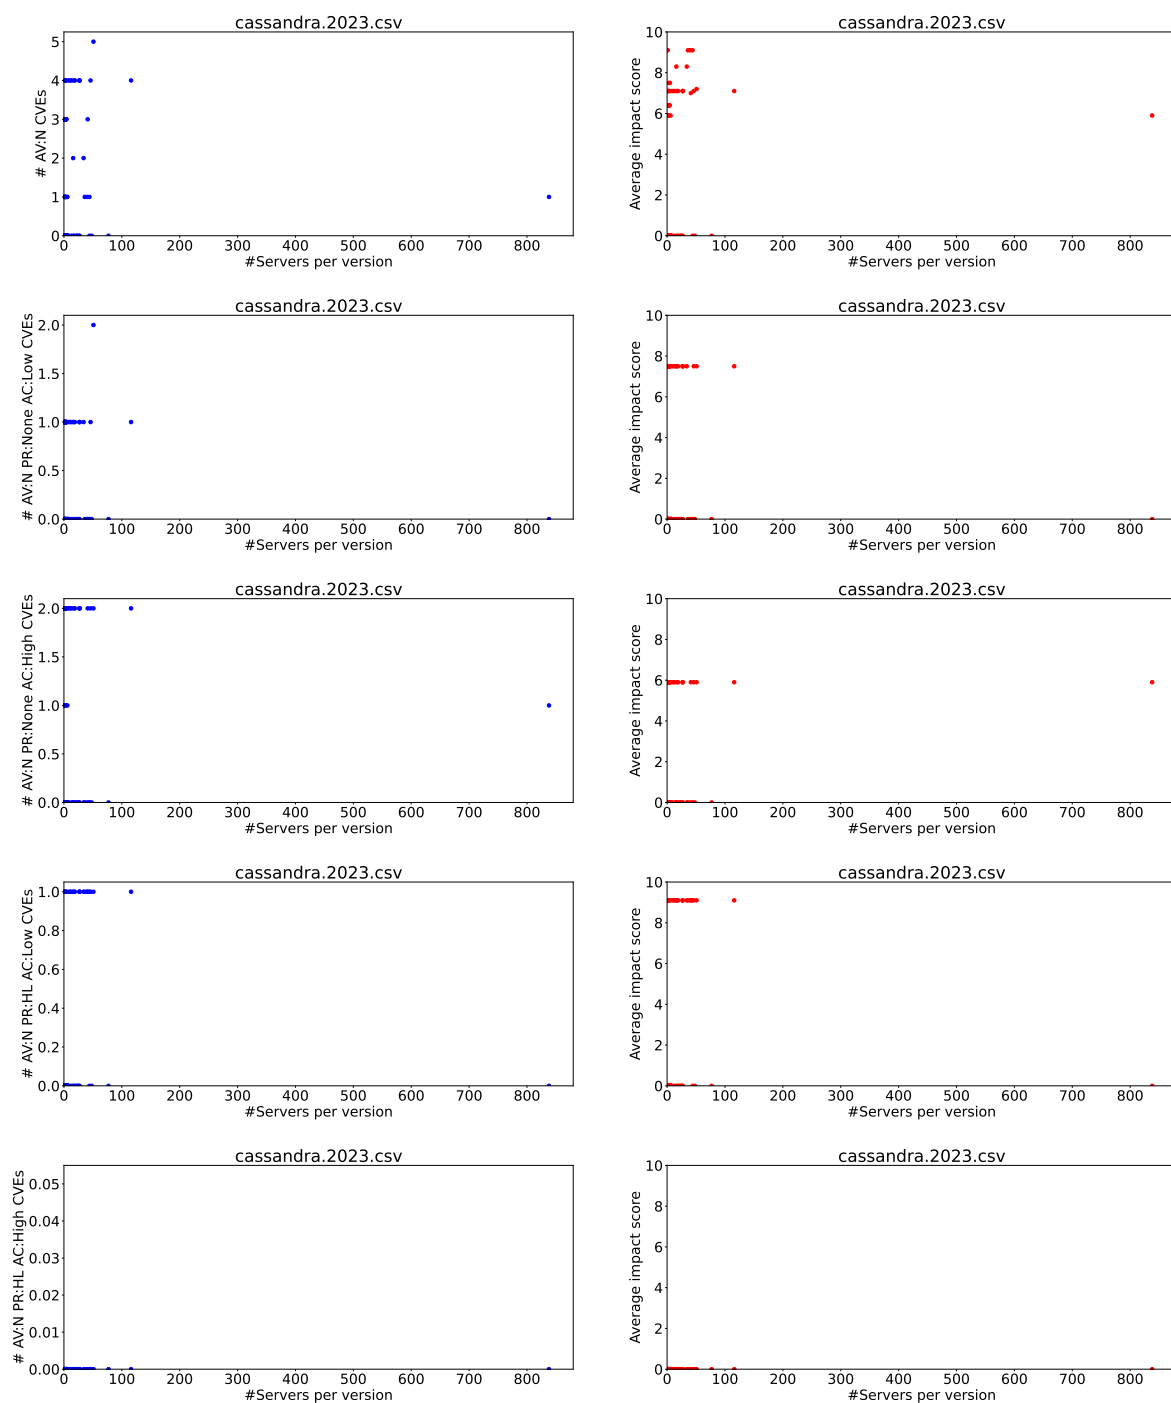 cassandra.2023.csv
# AV:N CVEs
5
4
3
2
1
0
0 100 200 300 400 500 600 700 800
#Servers per version
cassandra.2023.csv
Average impact score
10
8
6
4
2
0
0 100 200 300 400 500 600 700 800
#Servers per version
cassandra.2023.csv
# AV:N PR:None AC:Low CVEs
2.0
1.5
1.0
0.5
0.0
0 100 200 300 400 500 600 700 800
#Servers per version
cassandra.2023.csv
Average impact score
10
8
6
4
2
0
0 100 200 300 400 500 600 700 800
#Servers per version
cassandra.2023.csv
# AV:N PR:None AC:High CVEs
2.0
1.5
1.0
0.5
0.0
0 100 200 300 400 500 600 700 800
#Servers per version
cassandra.2023.csv
Average impact score
10
8
6
4
2
0
0 100 200 300 400 500 600 700 800
#Servers per version
cassandra.2023.csv
# AV:N PR:HL AC:Low CVEs
1.0
0.8
0.6
0.4
0.2
0.0
0 100 200 300 400 500 600 700 800
#Servers per version
cassandra.2023.csv
Average impact score
10
8
6
4
2
0
0 100 200 300 400 500 600 700 800
#Servers per version
cassandra.2023.csv
# AV:N PR:HL AC:High CVEs
0.05
0.04
0.03
0.02
0.01
0.00
0 100 200 300 400 500 600 700 800
#Servers per version
cassandra.2023.csv
Average impact score
10
8
6
4
2
0
0 100 200 300 400 500 600 700 800
#Servers per version